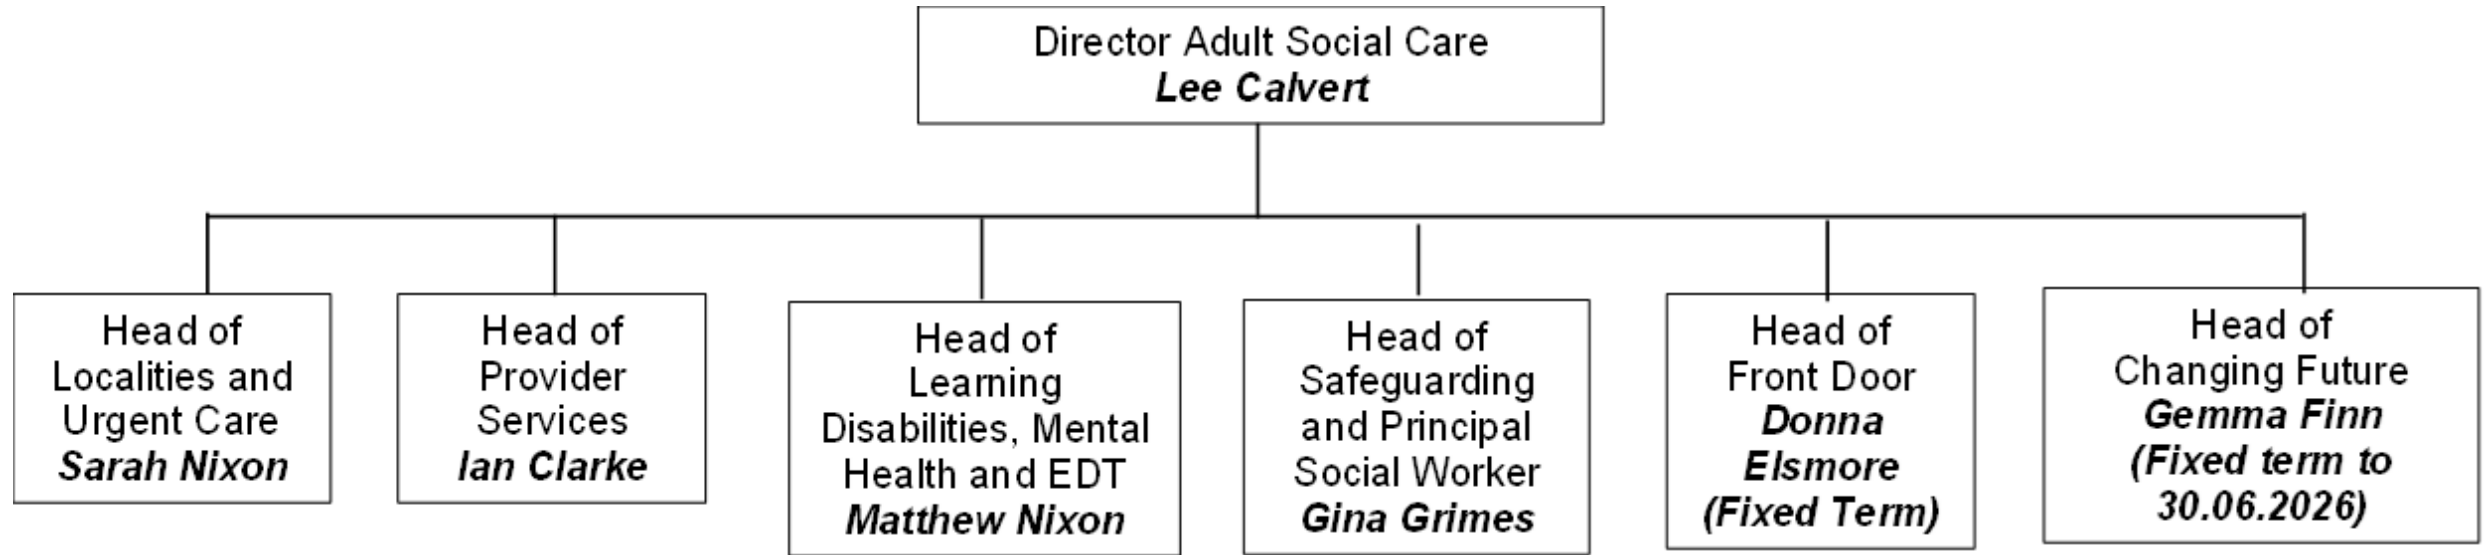 Director Adult Social Care
Lee Calvert
Head of
Localities and
Urgent Care
Sarah Nixon
Head of
Provider
Services
Ian Clarke
Head of
Learning
Disabilities, Mental
Health and EDT
Matthew Nixon
Head of
Safeguarding
and Principal
Social Worker
Gina Grimes
Head of
Front Door
Donna
Elsmore
(Fixed Term)
Head of
Changing Future
Gemma Finn
(Fixed term to
30.06.2026)